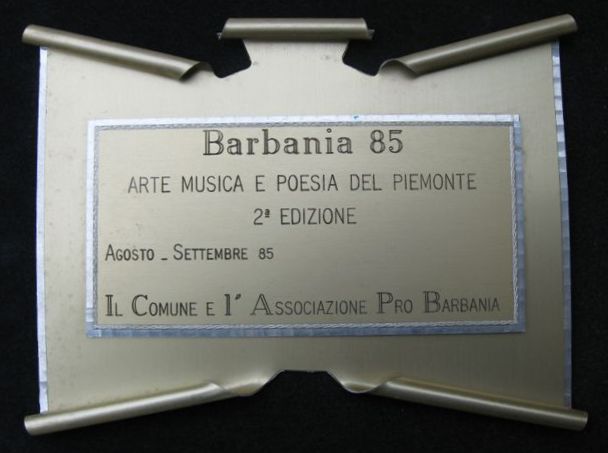 Barbania 85
ARTE MUSICA E POESIA DEL PIEMONTE
2ª EDIZIONE
AGOSTO - SETTEMBRE 85
IL COMUNE E l' ASSOCIAZIONE PRO BARBANIA